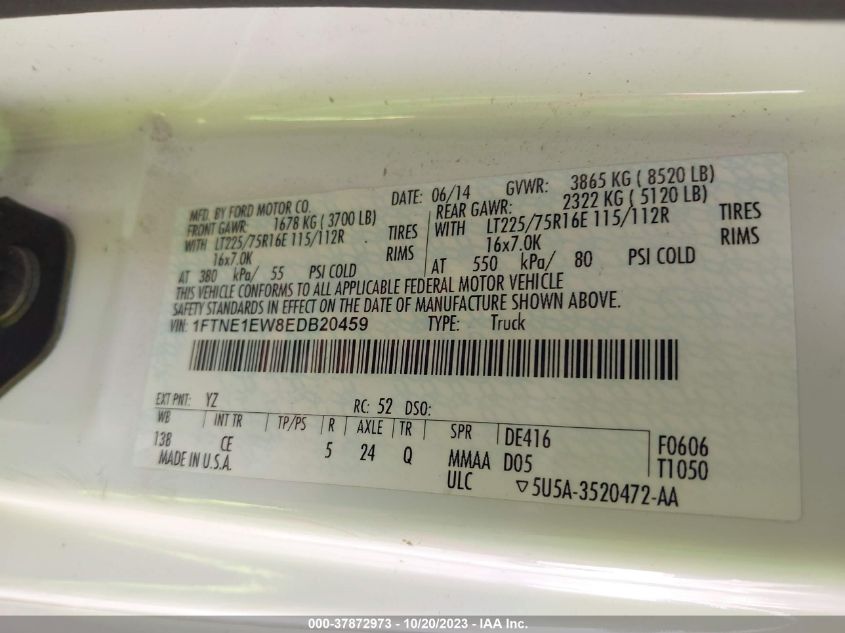 MFD. BY FORD MOTOR CO.
DATE: 06/14 GVWR: 3865 KG ( 8520 LB)
FRONT GAWR: 1678 KG ( 3700 LB)
REAR GAWR: 2322 KG ( 5120 LB)
WITH LT225/75R16E 115/112R TIRES
WITH LT225/75R16E 115/112R TIRES
16x7.0K RIMS
16x7.0K RIMS
AT 380 kPa/ 55 PSI COLD
AT 550 kPa/ 80 PSI COLD
THIS VEHICLE CONFORMS TO ALL APPLICABLE FEDERAL MOTOR VEHICLE
SAFETY STANDARDS IN EFFECT ON THE DATE OF MANUFACTURE SHOWN ABOVE.
VIN: 1FTNE1EW8EDB20459 TYPE: Truck
EXT PNT: YZ RC: 52 DSO:
WB INT TR TP/PS R AXLE TR SPR DE416 F0606
138 CE 5 24 Q MMAA D05 T1050
MADE IN U.S.A. ULC ▽5U5A-3520472-AA
000-37872973 - 10/20/2023 - IAA Inc.